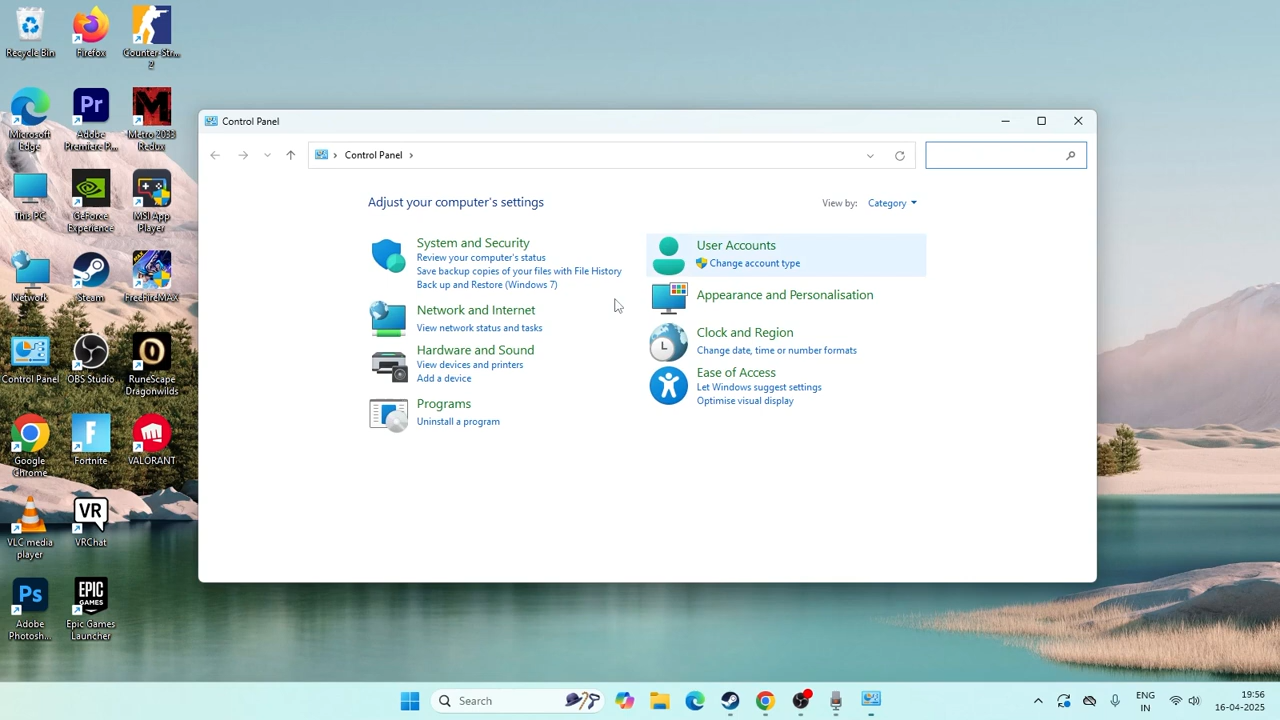 Recycle Bin
Firefox
Counter-Str...
2
Microsoft
Edge
Adobe
Premiere P...
Metro 2033
Redux
This PC
GeForce
Experience
MSI App
Player
Network
Steam
FreeFireMAX
Control Panel
OBS Studio
RuneScape
Dragonwilds
Google
Chrome
Fortnite
VALORANT
VLC media
player
VRChat
Adobe
Photosh...
Epic Games
Launcher
Control Panel
Control Panel
Adjust your computer's settings
View by: Category
System and Security
Review your computer's status
Save backup copies of your files with File History
Back up and Restore (Windows 7)
Network and Internet
View network status and tasks
Hardware and Sound
View devices and printers
Add a device
Programs
Uninstall a program
User Accounts
Change account type
Appearance and Personalisation
Clock and Region
Change date, time or number formats
Ease of Access
Let Windows suggest settings
Optimise visual display
Search
ENG
IN
19:56
16-04-2025
Pr
Ps
VR
EPIC
GAMES